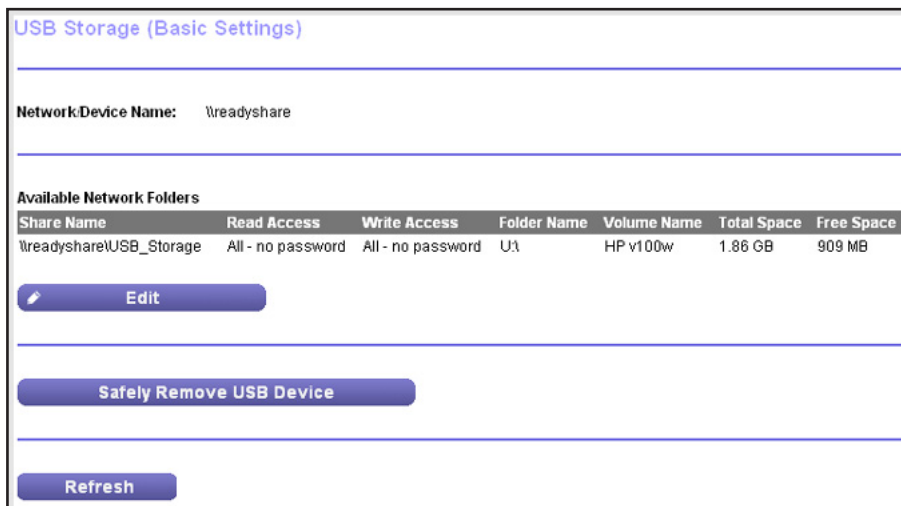 USB Storage (Basic Settings)
Network/Device Name: \\readyshare
Available Network Folders
Share Name Read Access Write Access Folder Name Volume Name Total Space Free Space
\\readyshare\USB_Storage All - no password All - no password U:\ HP v100w 1.86 GB 909 MB
Edit
Safely Remove USB Device
Refresh